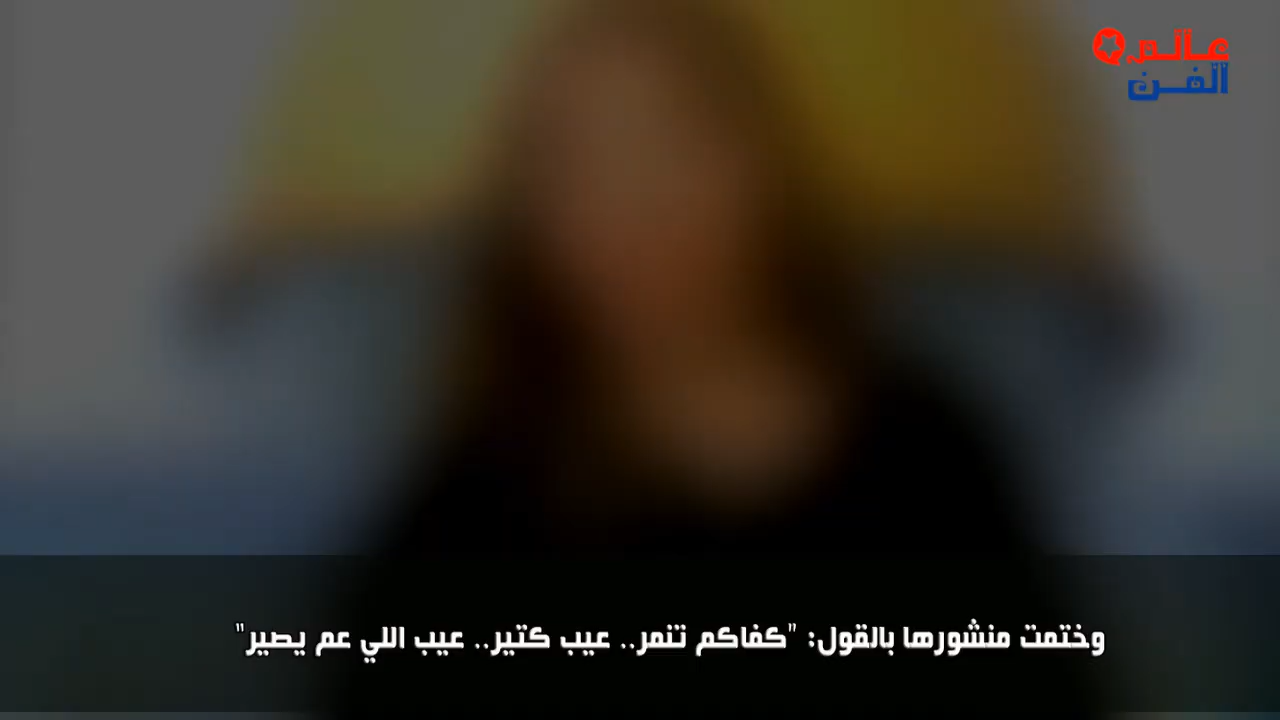 عالم
الفن
وختمت منشورها بالقول: "كفاكم تنمر.. عيب كتير.. عيب اللي عم يصير"